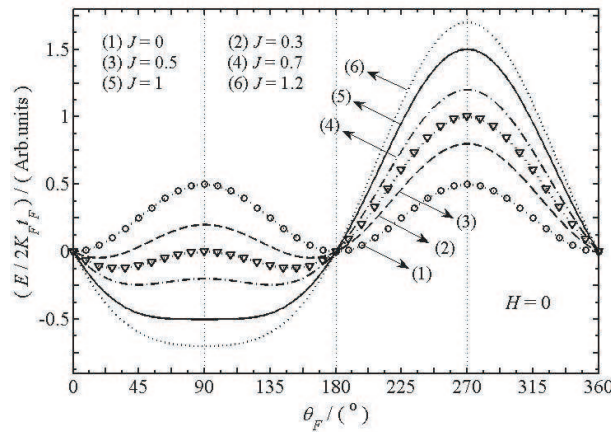 (1) J = 0 (2) J = 0.3
(3) J = 0.5 (4) J = 0.7
(5) J = 1 (6) J = 1.2
(6)
(5)
(4)
(3)
(2)
(1)
H = 0
1.5
1
0.5
0
-0.5
0 45 90 135 180 225 270 315 360
θ_F / (°)
(E / 2K_F t_F) / (Arb.units)